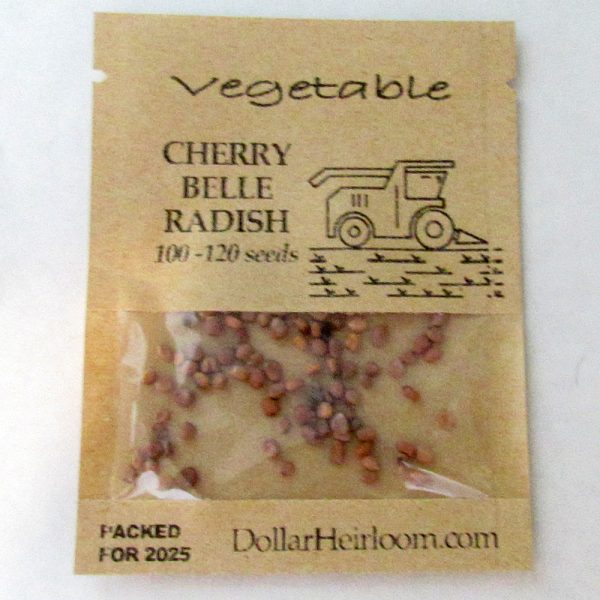 Vegetable
CHERRY
BELLE
RADISH
100 -120 seeds
PACKED
FOR 2025
DollarHeirloom.com